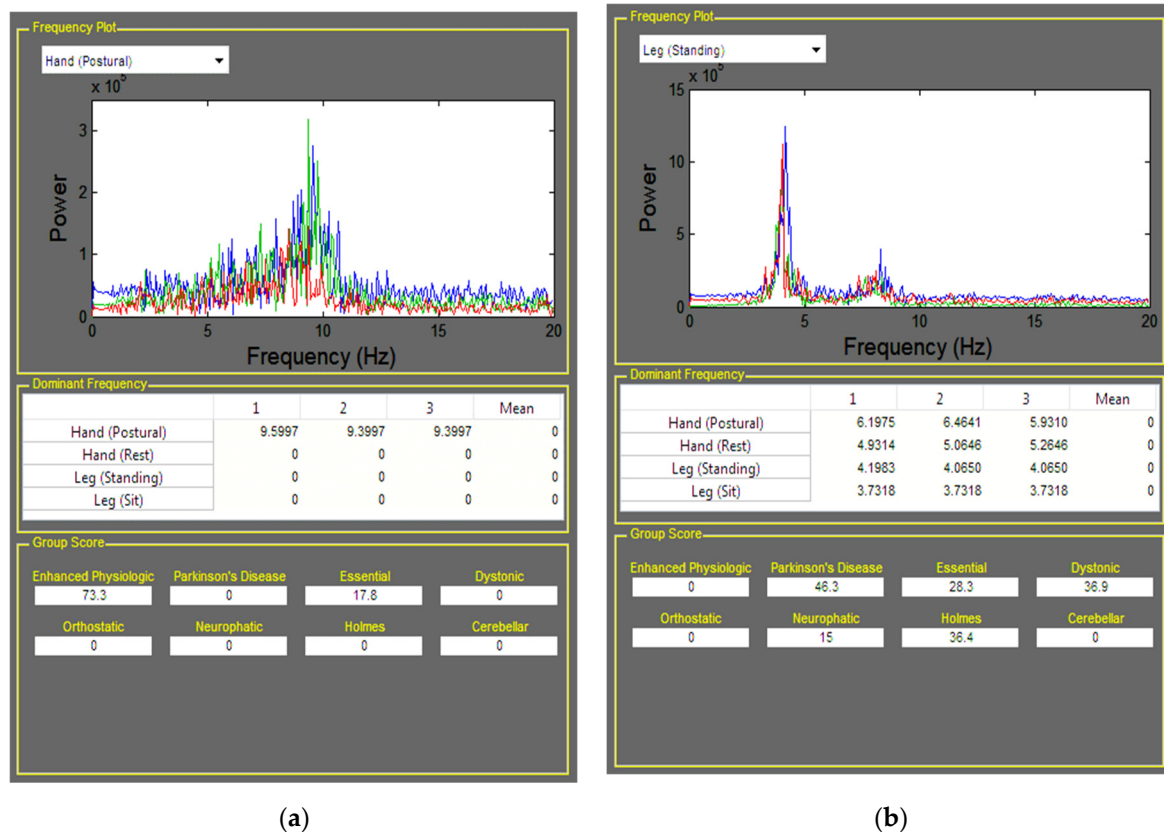 Frequency Plot
Hand (Postural)
x 10^5
3
2
1
0
Power
0 5 10 15 20
Frequency (Hz)
Dominant Frequency
1 2 3 Mean
Hand (Postural) 9.5997 9.3997 9.3997 0
Hand (Rest) 0 0 0 0
Leg (Standing) 0 0 0 0
Leg (Sit) 0 0 0 0
Group Score
Enhanced Physiologic Parkinson's Disease Essential Dystonic
73.3 0 17.8 0
Orthostatic Neurophatic Holmes Cerebellar
0 0 0 0
(a)
Frequency Plot
Leg (Standing)
x 10^5
15
10
5
0
Power
0 5 10 15 20
Frequency (Hz)
Dominant Frequency
1 2 3 Mean
Hand (Postural) 6.1975 6.4641 5.9310 0
Hand (Rest) 4.9314 5.0646 5.2646 0
Leg (Standing) 4.1983 4.0650 4.0650 0
Leg (Sit) 3.7318 3.7318 3.7318 0
Group Score
Enhanced Physiologic Parkinson's Disease Essential Dystonic
0 46.3 28.3 36.9
Orthostatic Neurophatic Holmes Cerebellar
0 15 36.4 0
(b)